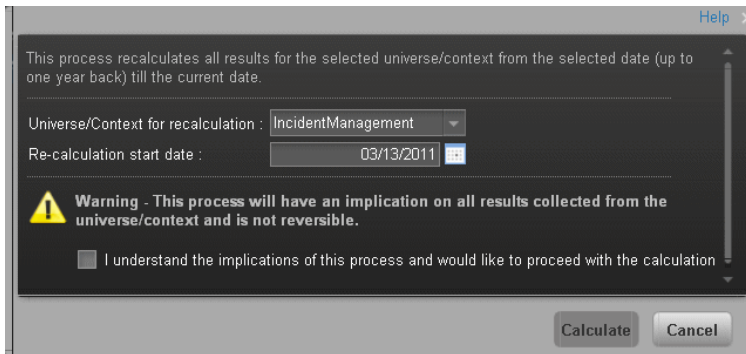 Help
This process recalculates all results for the selected universe/context from the selected date (up to
one year back) till the current date.
Universe/Context for recalculation : IncidentManagement
Re-calculation start date : 03/13/2011
Warning - This process will have an implication on all results collected from the
universe/context and is not reversible.
I understand the implications of this process and would like to proceed with the calculation
Calculate Cancel